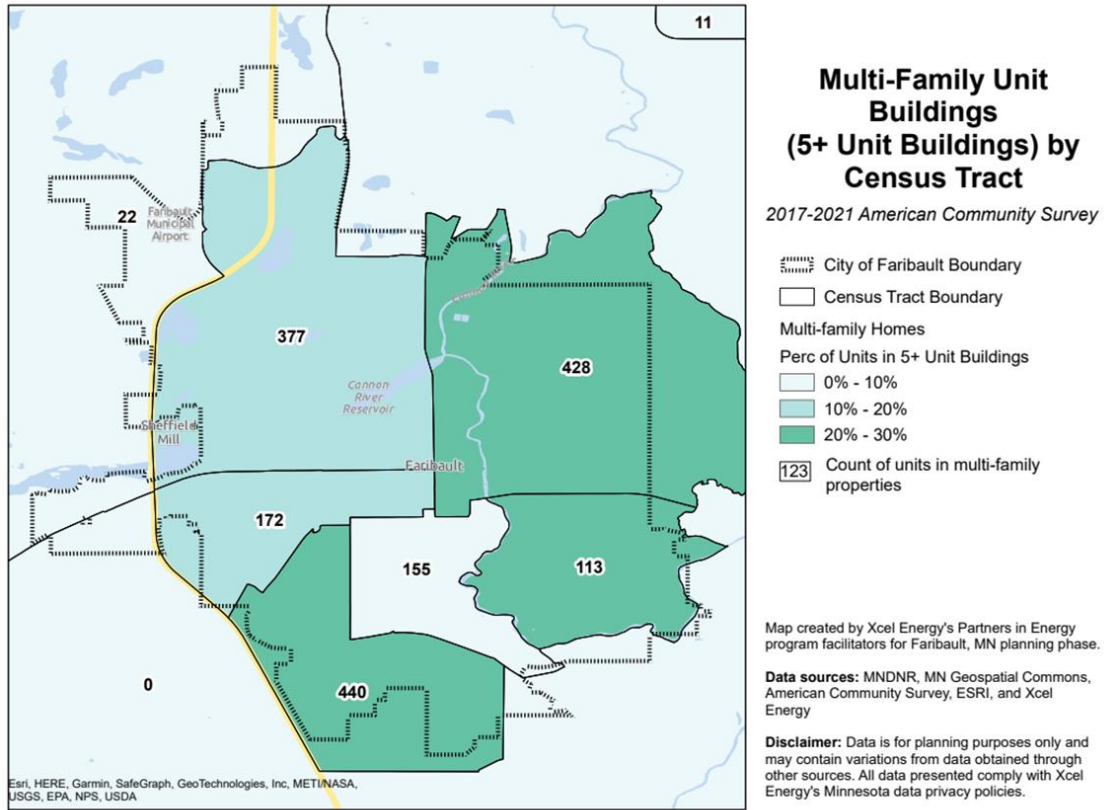 11
22
Faribault
Municipal
Airport
377
428
Cannon
River
Reservoir
Sheffield
Mill
Faribault
172
155
113
0
440
Esri, HERE, Garmin, SafeGraph, GeoTechnologies, Inc, METI/NASA,
USGS, EPA, NPS, USDA
Multi-Family Unit
Buildings
(5+ Unit Buildings) by
Census Tract
2017-2021 American Community Survey
City of Faribault Boundary
Census Tract Boundary
Multi-family Homes
Perc of Units in 5+ Unit Buildings
0% - 10%
10% - 20%
20% - 30%
123 Count of units in multi-family
properties
Map created by Xcel Energy's Partners in Energy
program facilitators for Faribault, MN planning phase.
Data sources: MNDNR, MN Geospatial Commons,
American Community Survey, ESRI, and Xcel
Energy
Disclaimer: Data is for planning purposes only and
may contain variations from data obtained through
other sources. All data presented comply with Xcel
Energy's Minnesota data privacy policies.